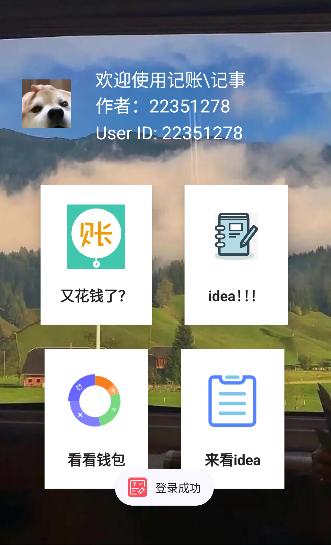 欢迎使用记账\记事
作者：22351278
User ID: 22351278
账
又花钱了？
idea!!!
看看钱包
来看idea
登录成功